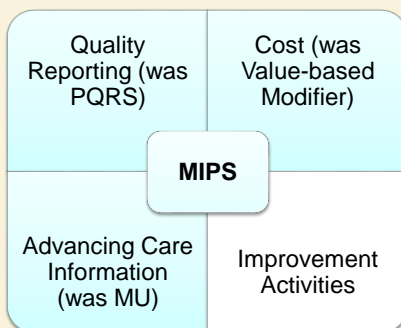 Quality
Reporting (was
PQRS)
Cost (was
Value-based
Modifier)
MIPS
Advancing Care
Information
(was MU)
Improvement
Activities